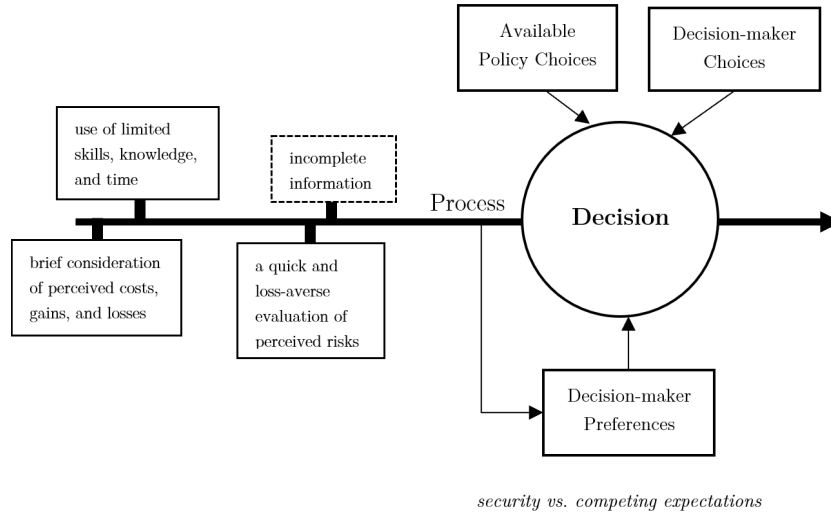 Available
Policy Choices
Decision-maker
Choices
use of limited
skills, knowledge,
and time
incomplete
information
Process
Decision
brief consideration
of perceived costs,
gains, and losses
a quick and
loss-averse
evaluation of
perceived risks
Decision-maker
Preferences
security vs. competing expectations